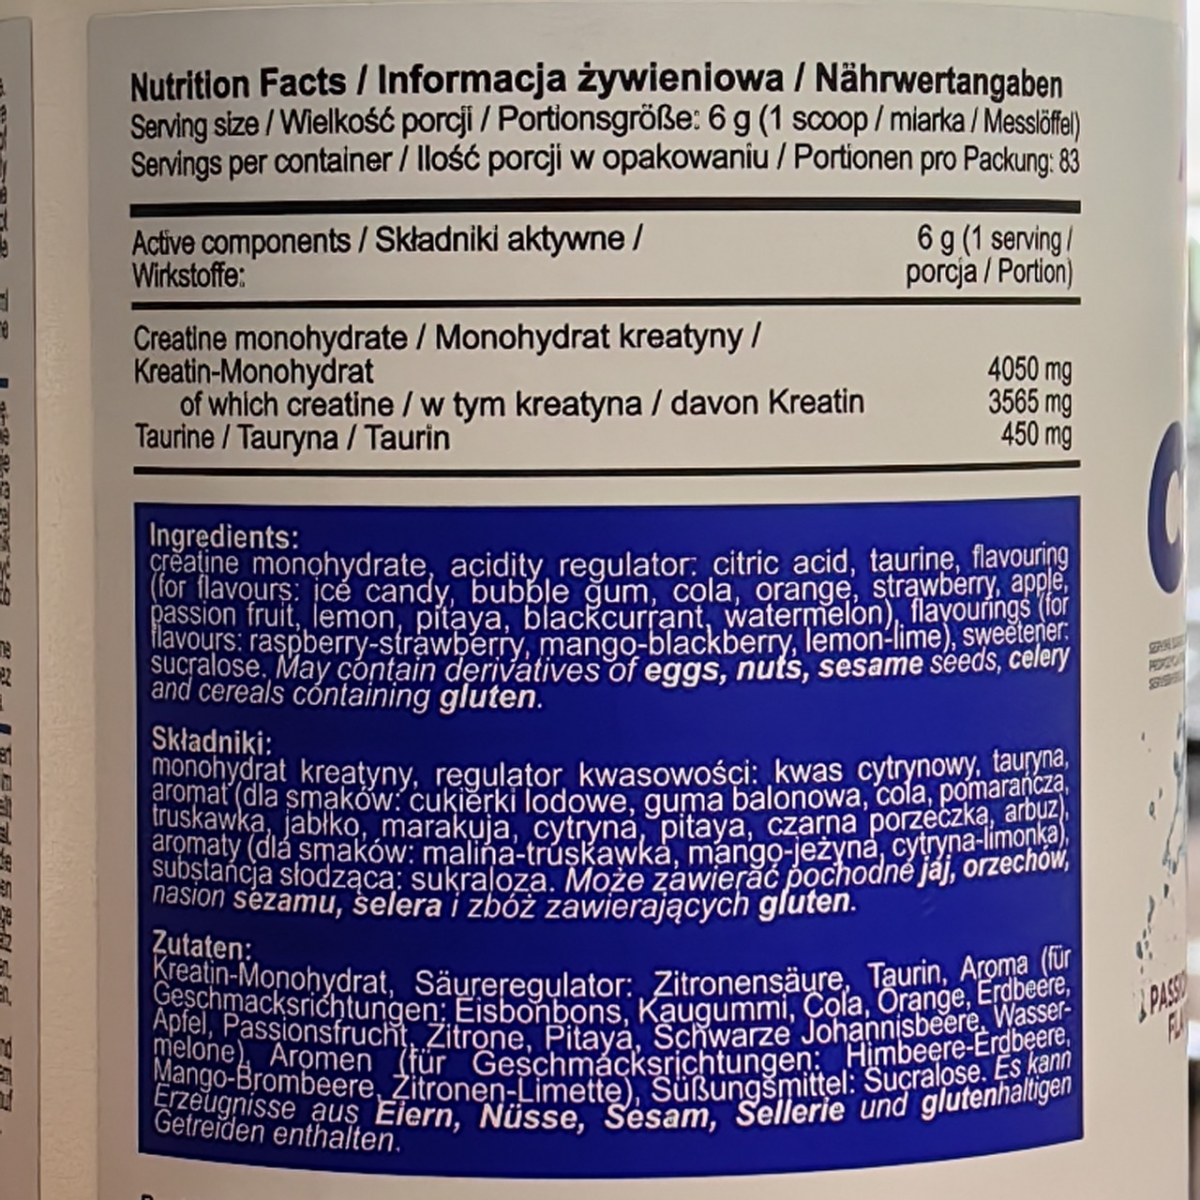 Nutrition Facts / Informacja żywieniowa / Nährwertangaben
Serving size / Wielkość porcji / Portionsgröße: 6 g (1 scoop / miarka / Messlöffel)
Servings per container / Ilość porcji w opakowaniu / Portionen pro Packung: 83
Active components / Składniki aktywne /
Wirkstoffe:
6 g (1 serving /
porcja / Portion)
Creatine monohydrate / Monohydrat kreatyny /
Kreatin-Monohydrat 4050 mg
of which creatine / w tym kreatyna / davon Kreatin 3565 mg
Taurine / Tauryna / Taurin 450 mg
Ingredients:
creatine monohydrate, acidity regulator: citric acid, taurine, flavouring
(for flavours: ice candy, bubble gum, cola, orange, strawberry, apple,
passion fruit, lemon, pitaya, blackcurrant, watermelon), flavourings (for
flavours: raspberry-strawberry, mango-blackberry, lemon-lime), sweetener:
sucralose. May contain derivatives of eggs, nuts, sesame seeds, celery
and cereals containing gluten.
Składniki:
monohydrat kreatyny, regulator kwasowości: kwas cytrynowy, tauryna,
aromat (dla smaków: cukierki lodowe, guma balonowa, cola, pomarańcza,
truskawka, jabłko, marakuja, cytryna, pitaya, czarna porzeczka, arbuz),
aromaty (dla smaków: malina-truskawka, mango-jeżyna, cytryna-limonka),
substancja słodząca: sukraloza. Może zawierać pochodne jaj, orzechów,
nasion sezamu, selera i zbóż zawierających gluten.
Zutaten:
Kreatin-Monohydrat, Säureregulator: Zitronensäure, Taurin, Aroma (für
Geschmacksrichtungen: Eisbonbons, Kaugummi, Cola, Orange, Erdbeere,
Apfel, Passionsfrucht, Zitrone, Pitaya, Schwarze Johannisbeere, Wasser-
melone), Aromen (für Geschmacksrichtungen: Himbeere-Erdbeere,
Mango-Brombeere, Zitronen-Limette), Süßungsmittel: Sucralose. Es kann
Erzeugnisse aus Eiern, Nüsse, Sesam, Sellerie und glutenhaltigen
Getreiden enthalten.